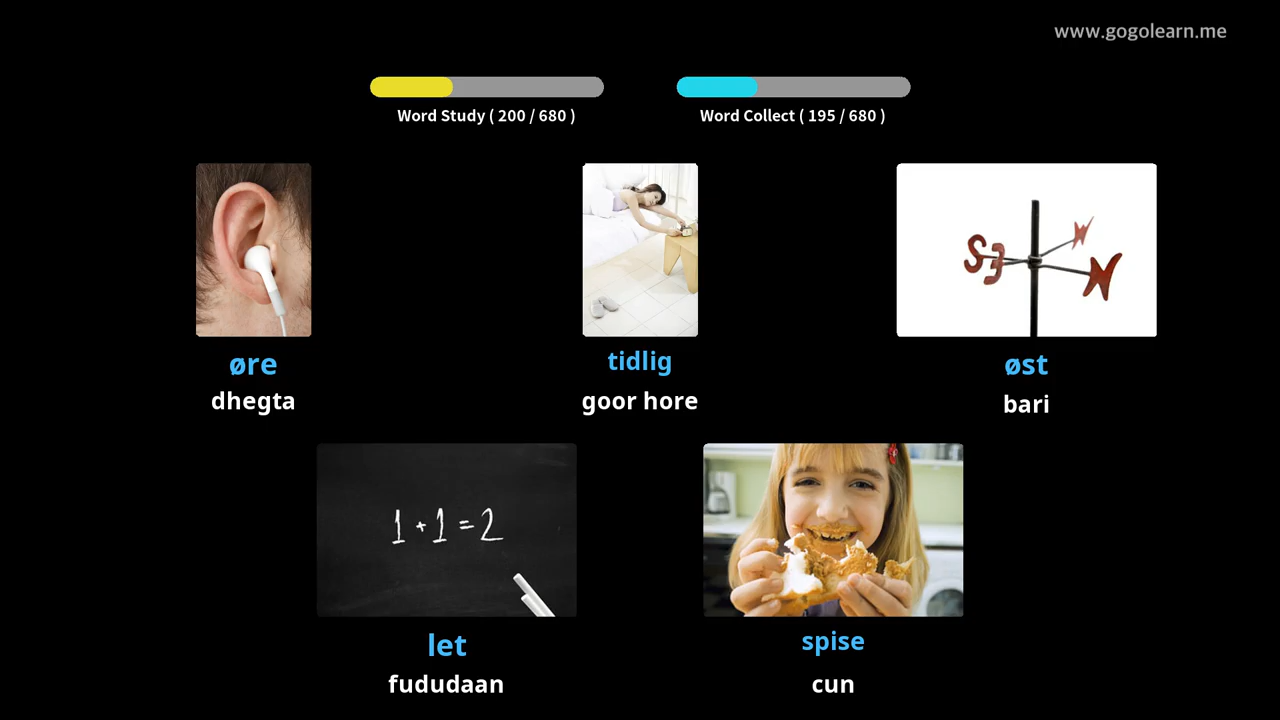 www.gogolearn.me
Word Study ( 200 / 680 )
Word Collect ( 195 / 680 )
S E N W
øre
tidlig
øst
dhegta
goor hore
bari
1 + 1 = 2
let
spise
fududaan
cun